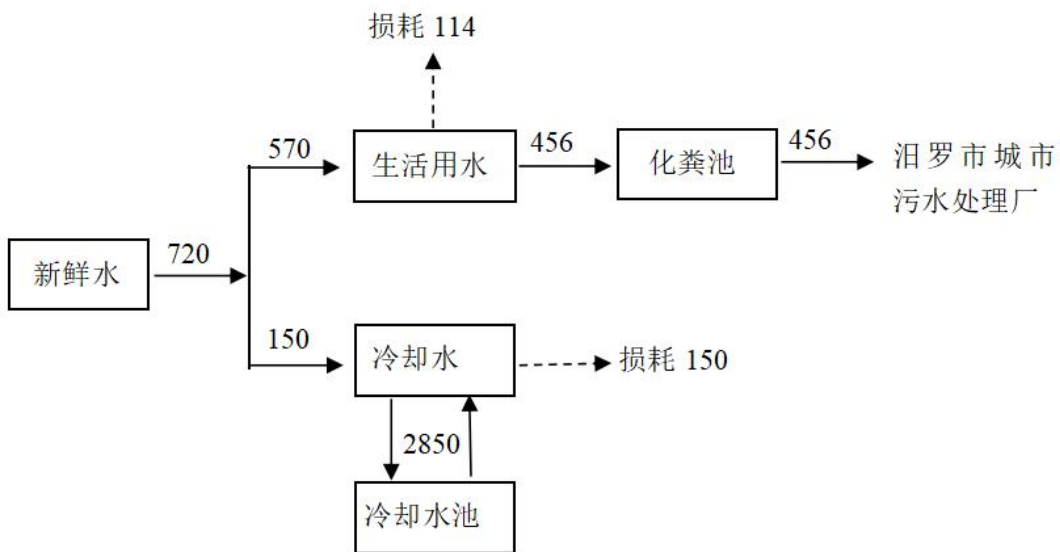 损耗 114
570
生活用水
456
化粪池
456
汨罗市城市
污水处理厂
新鲜水
720
150
冷却水
损耗 150
2850
冷却水池